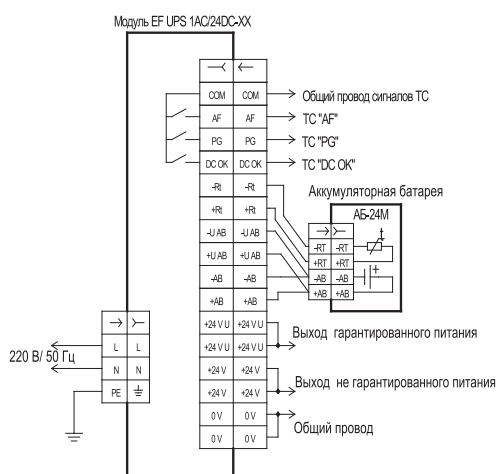 Модуль EF UPS 1AC/24DC-XX
COM COM Общий провод сигналов ТС
AF AF ТС "AF"
PG PG ТС "PG"
DC OK DC OK ТС "DC OK"
-Rt -Rt
Аккумуляторная батарея
+Rt +Rt
АБ-24М
-U AB -U AB
t
+U AB +U AB
-RT -RT
+RT +RT
-AB -AB
-AB -AB
+
+AB +AB
+AB +AB
+24 V U +24 V U
Выход гарантированного питания
+24 V U +24 V U
L L
220 В/ 50 Гц
N N
+24 V +24 V
Выход не гарантированного питания
+24 V +24 V
PE
0 V 0 V
Общий провод
0 V 0 V